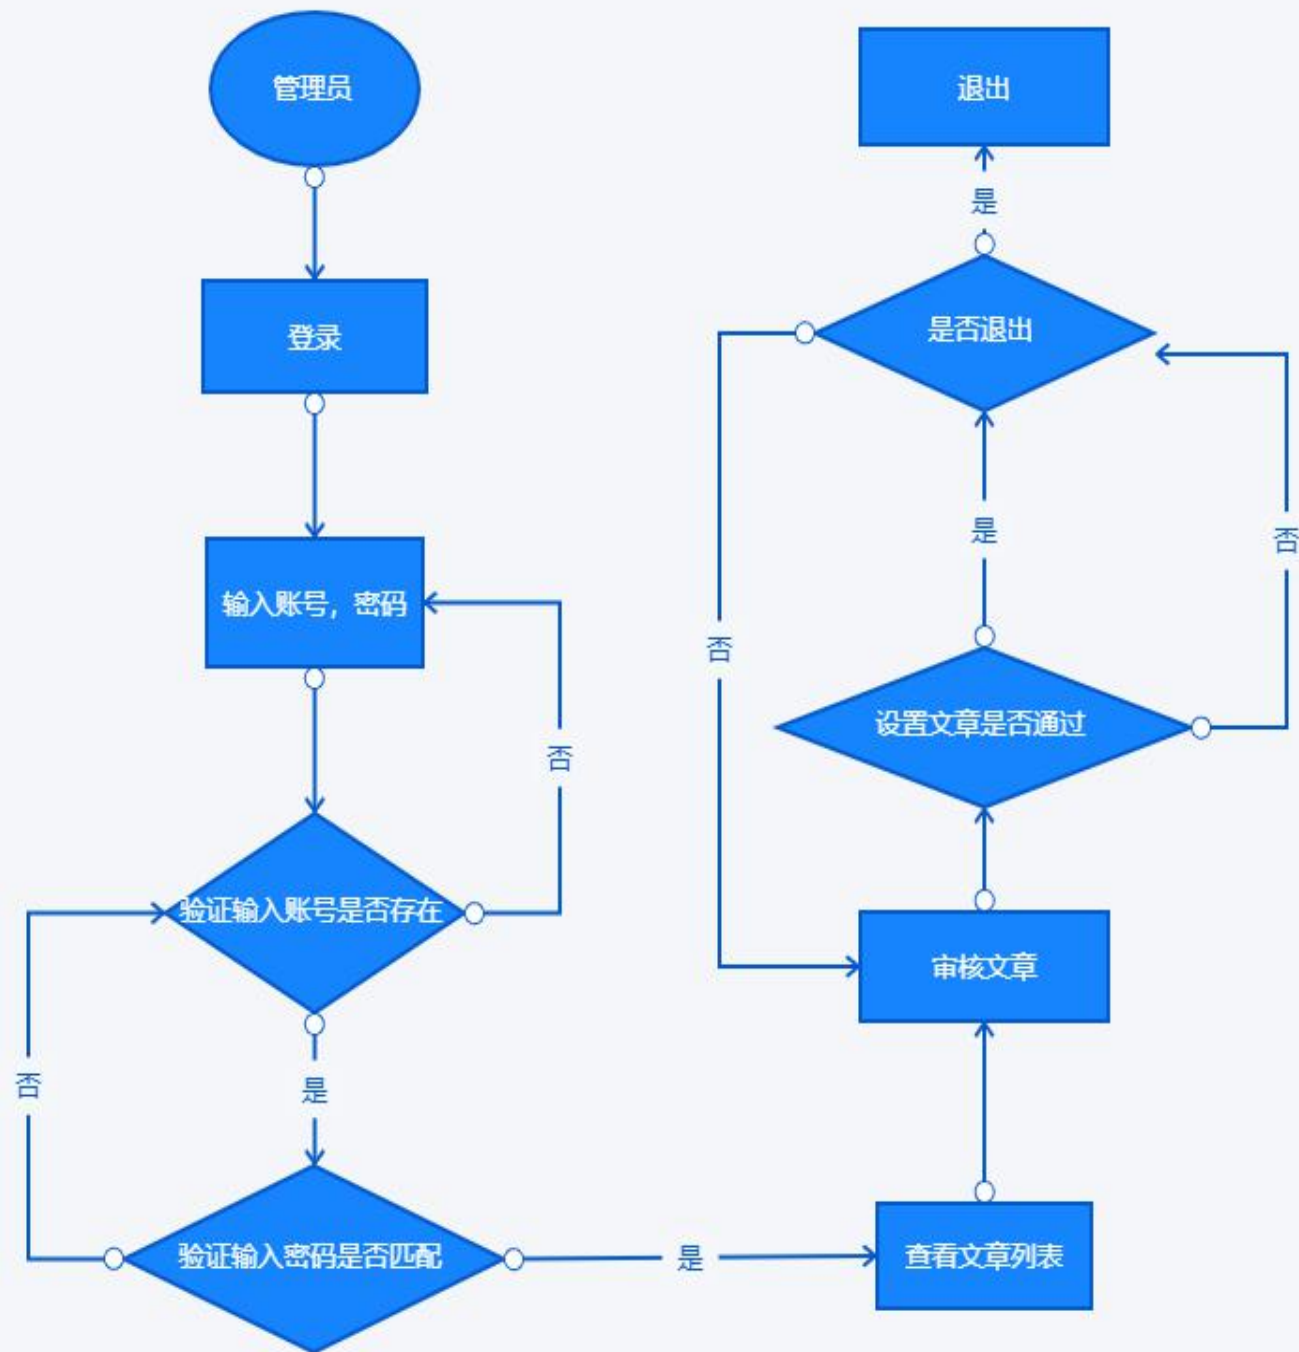 管理员
登录
输入账号，密码
否
验证输入账号是否存在
否
是
验证输入密码是否匹配
是
查看文章列表
审核文章
设置文章是否通过
是
否
否
是否退出
是
退出